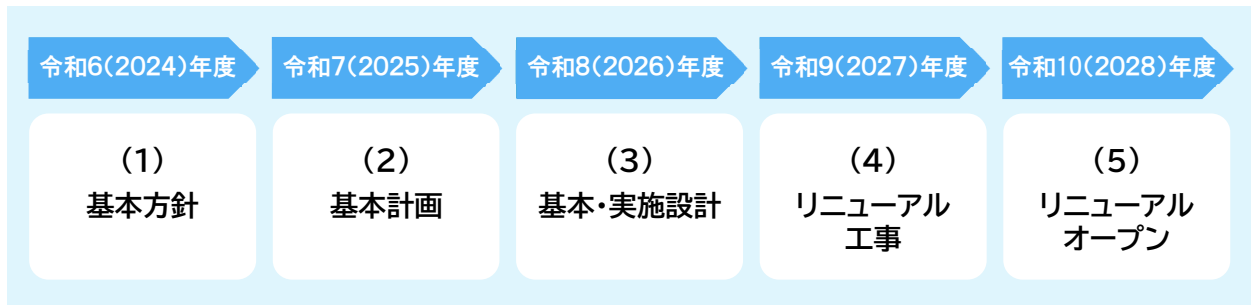 令和6(2024)年度
令和7(2025)年度
令和8(2026)年度
令和9(2027)年度
令和10(2028)年度
(1)
基本方針
(2)
基本計画
(3)
基本・実施設計
(4)
リニューアル
工事
(5)
リニューアル
オープン